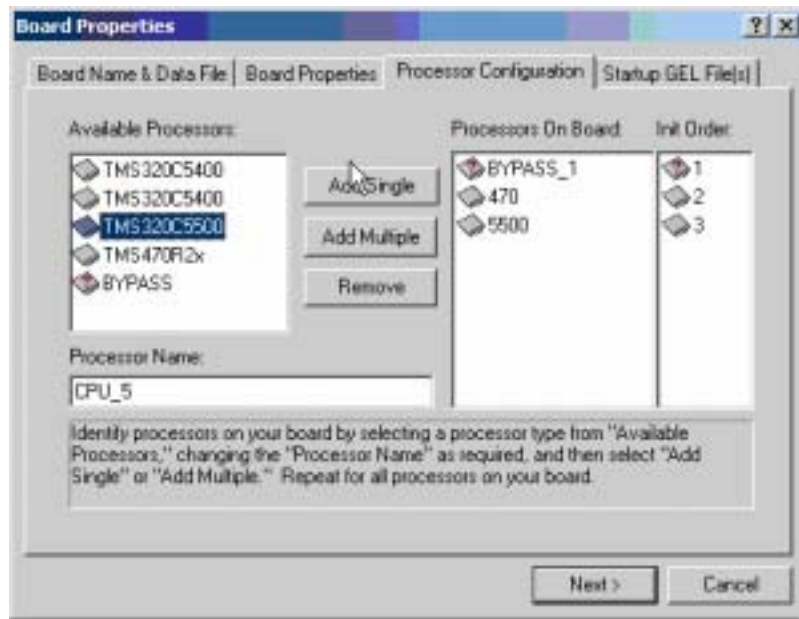 Board Properties
Board Name & Data File
Board Properties
Processor Configuration
Startup GEL File(s)
Available Processors:
TMS320C5400
TMS320C5400
TMS320C5500
TMS470R2x
BYPASS
Add Single
Add Multiple
Remove
Processors On Board:
BYPASS_1
470
5500
Init Order:
1
2
3
Processor Name:
CPU_5
Identify processors on your board by selecting a processor type from "Available
Processors," changing the "Processor Name" as required, and then select "Add
Single" or "Add Multiple." Repeat for all processors on your board.
Next >
Cancel